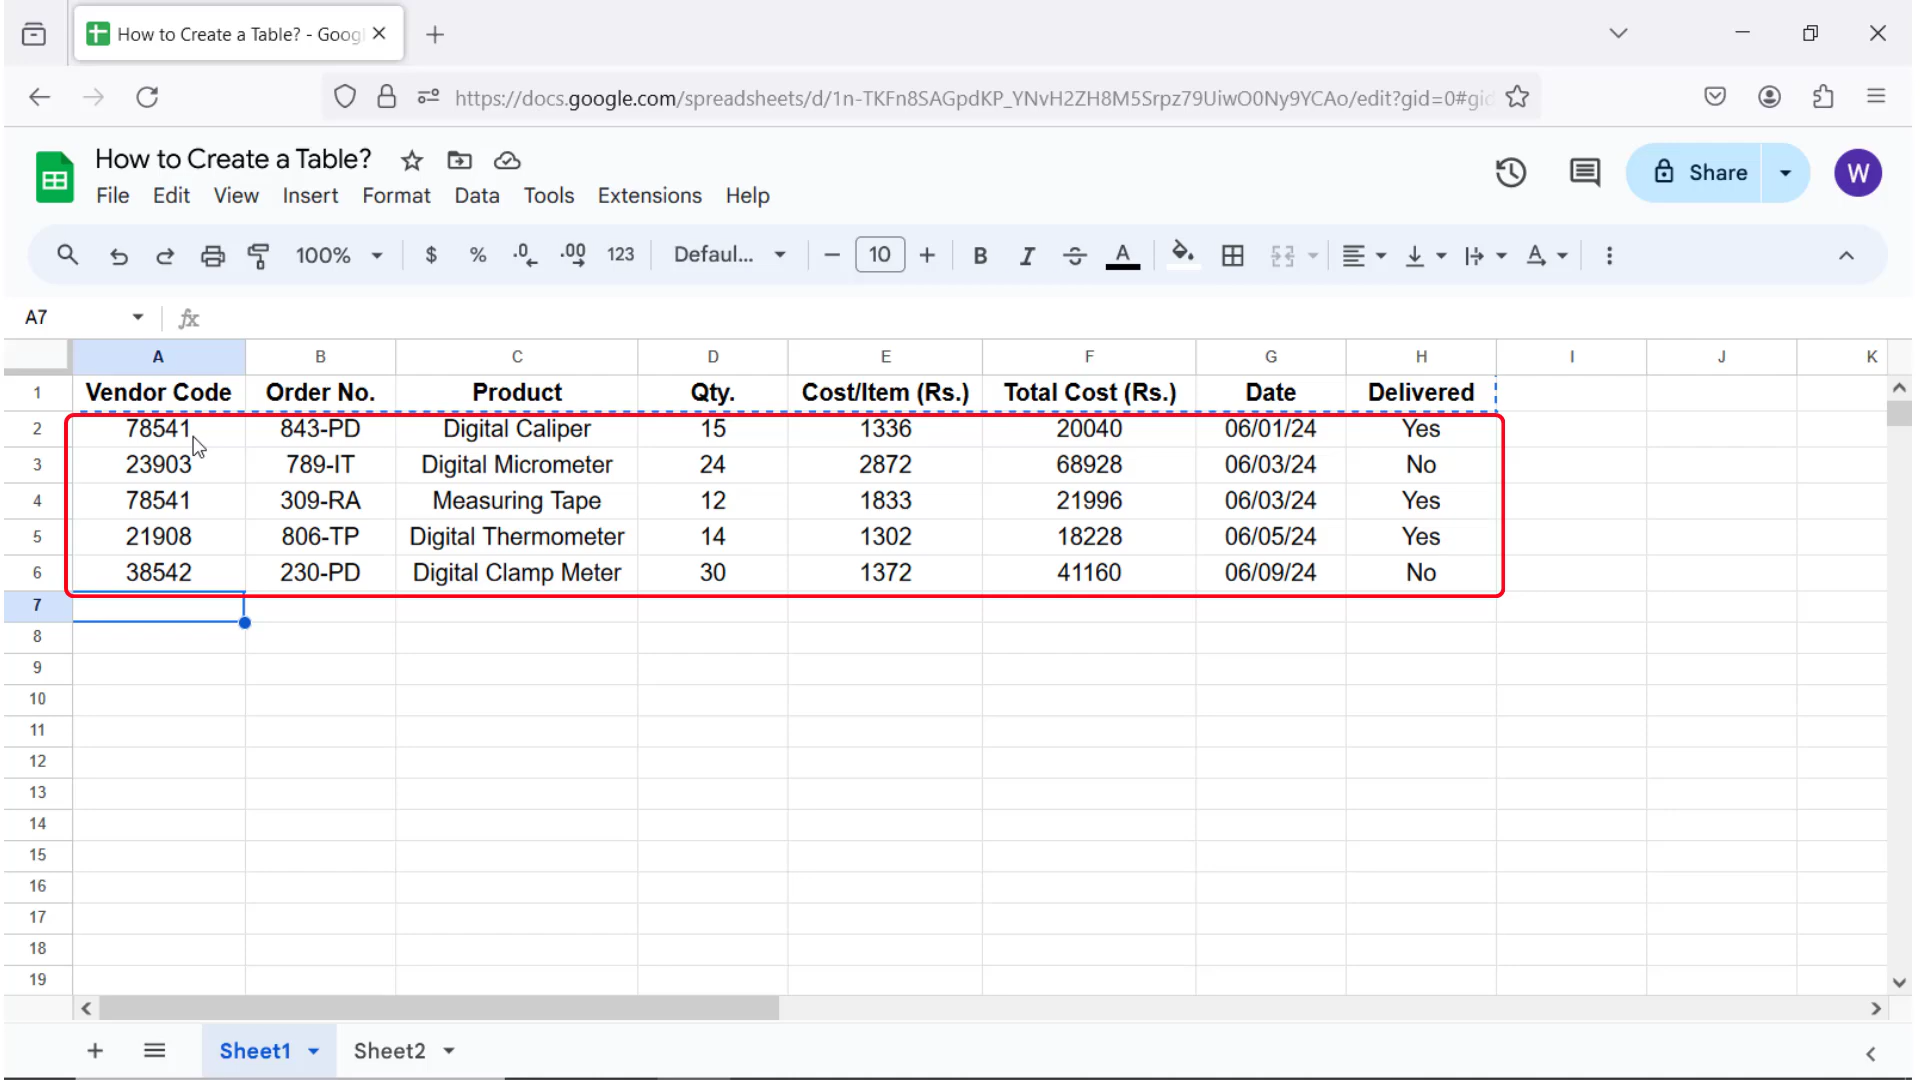 How to Create a Table? - Goog
https://docs.google.com/spreadsheets/d/1n-TKFn8SAGpdKP_YNvH2ZH8M5Srpz79UiwO0Ny9YCAo/edit?gid=0#gid
How to Create a Table?
File Edit View Insert Format Data Tools Extensions Help
Share
W
100% $ % .0 .00 123 Defaul... 10 B I S A
A7 fx
A B C D E F G H I J K
1 Vendor Code Order No. Product Qty. Cost/Item (Rs.) Total Cost (Rs.) Date Delivered
2 78541 843-PD Digital Caliper 15 1336 20040 06/01/24 Yes
3 23903 789-IT Digital Micrometer 24 2872 68928 06/03/24 No
4 78541 309-RA Measuring Tape 12 1833 21996 06/03/24 Yes
5 21908 806-TP Digital Thermometer 14 1302 18228 06/05/24 Yes
6 38542 230-PD Digital Clamp Meter 30 1372 41160 06/09/24 No
7
8
9
10
11
12
13
14
15
16
17
18
19
Sheet1 Sheet2